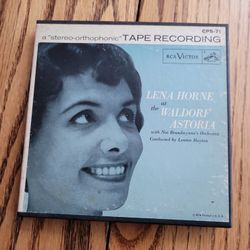 EPS-71
a "stereo-orthophonic" TAPE RECORDING
RCA VICTOR
LENA HORNE
at the
WALDORF
ASTORIA
with Nat Brandwynne's Orchestra
Conducted by Lennie Hayton